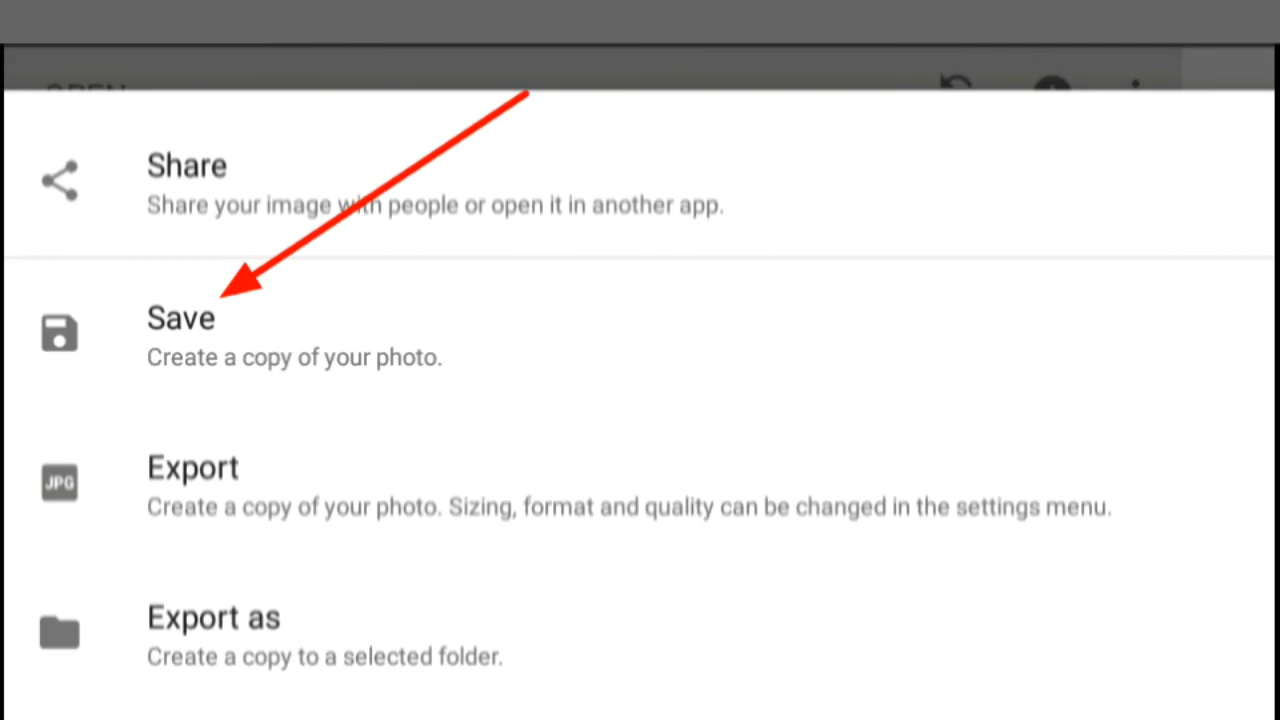 OPEN
Share
Share your image with people or open it in another app.
Save
Create a copy of your photo.
JPG
Export
Create a copy of your photo. Sizing, format and quality can be changed in the settings menu.
Export as
Create a copy to a selected folder.